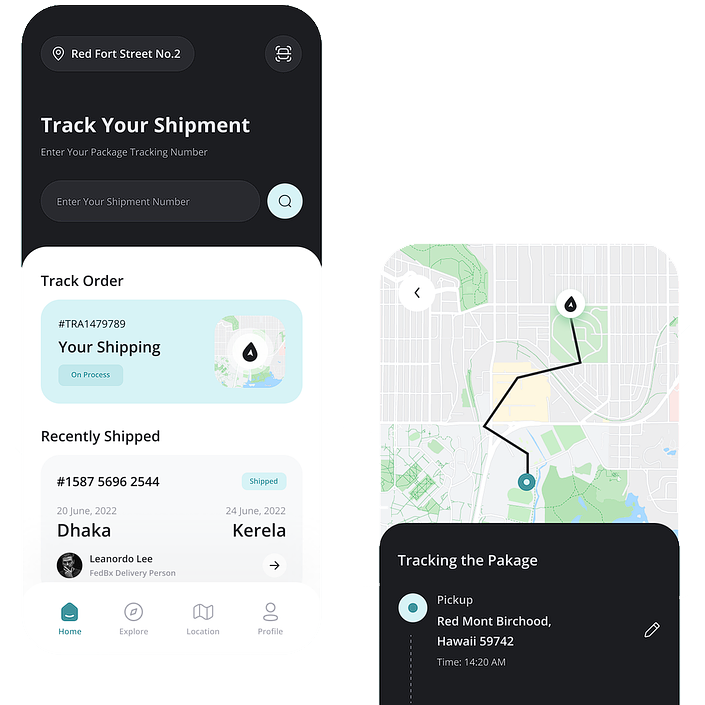 Red Fort Street No.2
Track Your Shipment
Enter Your Package Tracking Number
Enter Your Shipment Number
Track Order
#TRA1479789
Your Shipping
On Process
Recently Shipped
#1587 5696 2544
Shipped
20 June, 2022
24 June, 2022
Dhaka
Kerela
Leanordo Lee
FedBx Delivery Person
Home
Explore
Location
Profile
Tracking the Pakage
Pickup
Red Mont Birchood,
Hawaii 59742
Time: 14:20 AM